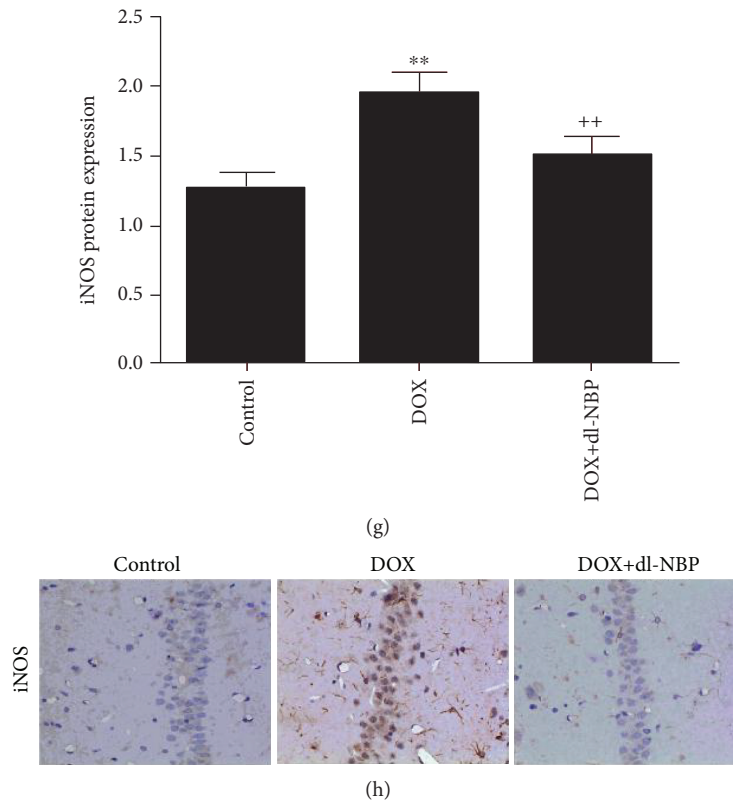 2.5
2.0
1.5
1.0
0.5
0.0
iNOS protein expression
**
++
Control
DOX
DOX+dl-NBP
(g)
Control DOX DOX+dl-NBP
iNOS
(h)